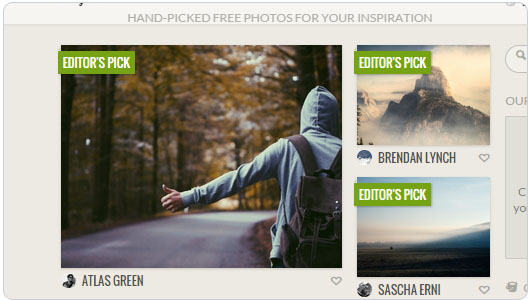 HAND-PICKED FREE PHOTOS FOR YOUR INSPIRATION
EDITOR'S PICK
ATLAS GREEN
EDITOR'S PICK
BRENDAN LYNCH
EDITOR'S PICK
SASCHA ERNI
OUR
C
yo